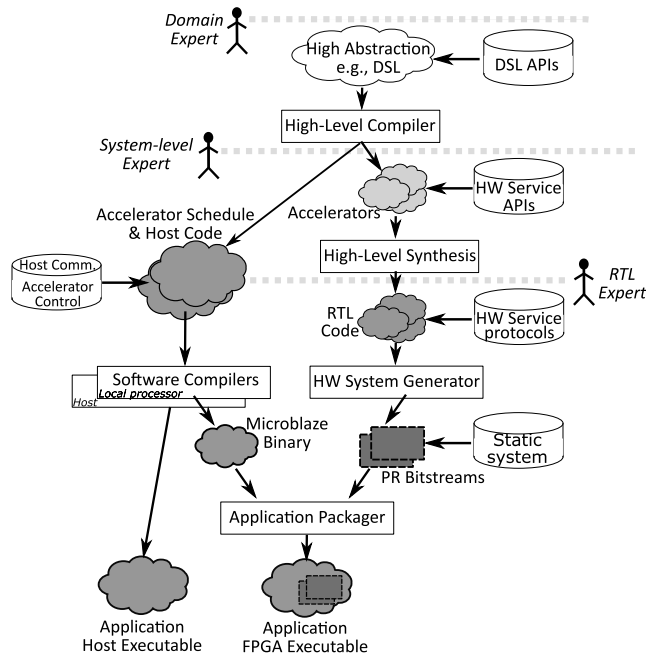 Domain
Expert
High Abstraction
e.g., DSL
DSL APIs
High-Level Compiler
System-level
Expert
Accelerators
HW Service
APIs
Accelerator Schedule
& Host Code
High-Level Synthesis
Host Comm.
Accelerator
Control
RTL
Expert
RTL
Code
HW Service
protocols
Software Compilers
Local processor
Host
HW System Generator
Microblaze
Binary
Static
system
PR Bitstreams
Application Packager
Application
Host Executable
Application
FPGA Executable